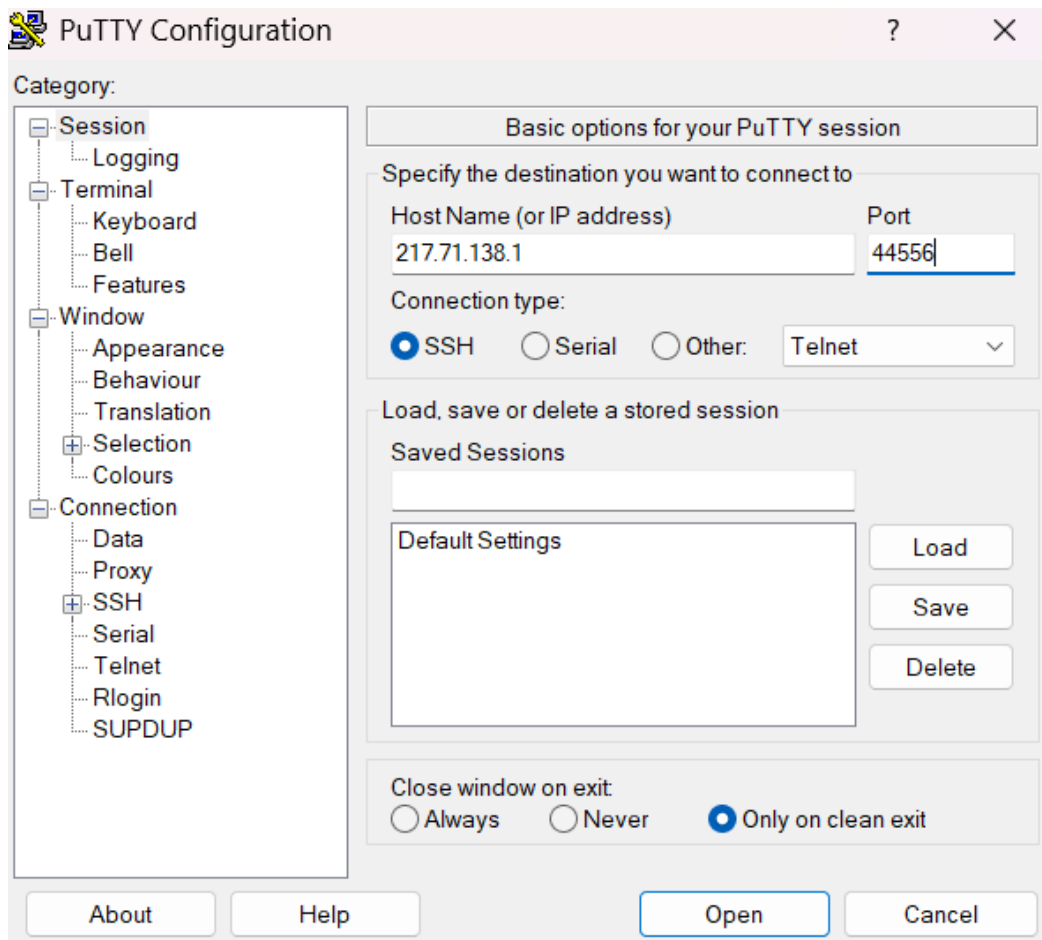 PuTTY Configuration
?
Category:
Session
Logging
Terminal
Keyboard
Bell
Features
Window
Appearance
Behaviour
Translation
Selection
Colours
Connection
Data
Proxy
SSH
Serial
Telnet
Rlogin
SUPDUP
Basic options for your PuTTY session
Specify the destination you want to connect to
Host Name (or IP address) Port
217.71.138.1 44556
Connection type:
SSH Serial Other: Telnet
Load, save or delete a stored session
Saved Sessions
Default Settings
Load
Save
Delete
Close window on exit:
Always Never Only on clean exit
About Help Open Cancel